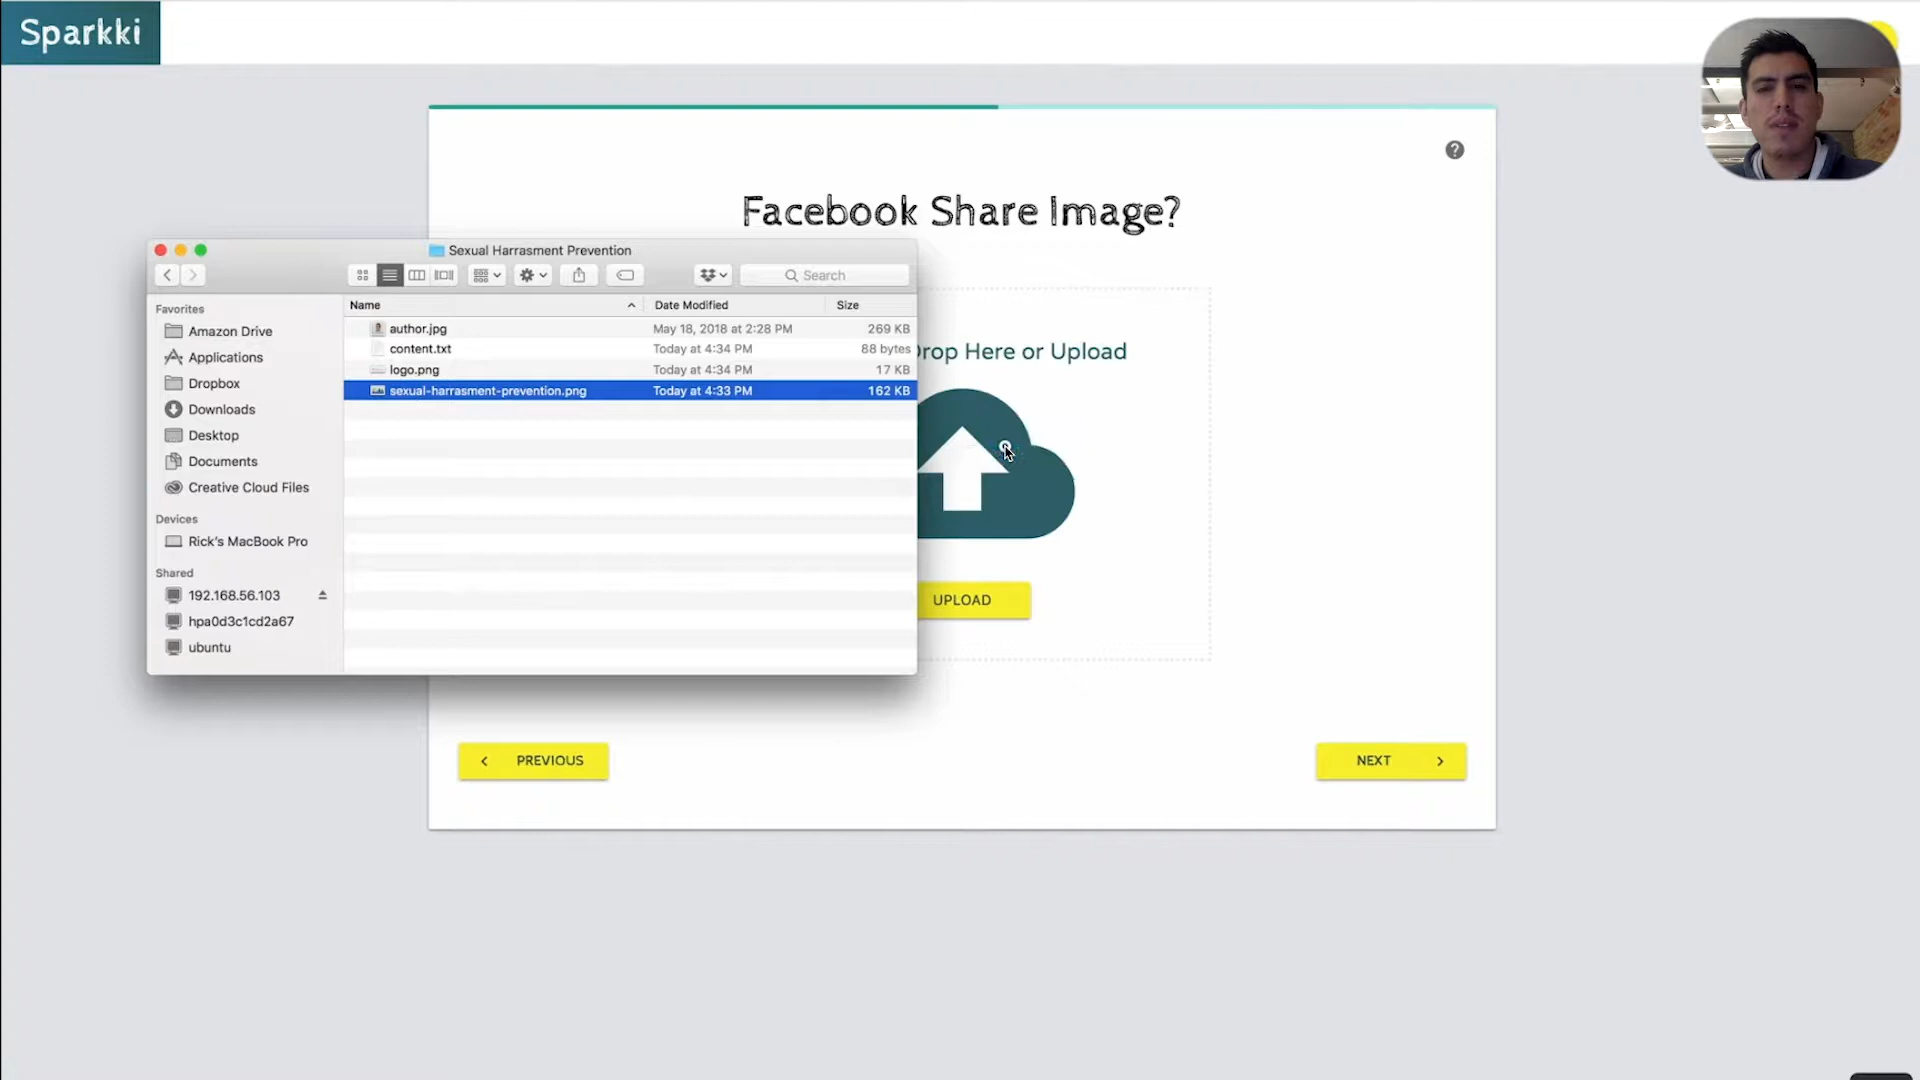 Sparkki
Facebook Share Image?
Sexual Harrasment Prevention
Search
Favorites
Amazon Drive
Applications
Dropbox
Downloads
Desktop
Documents
Creative Cloud Files
Devices
Rick's MacBook Pro
Shared
192.168.56.103
hpa0d3c1cd2a67
ubuntu
Name Date Modified Size
author.jpg May 18, 2018 at 2:28 PM 269 KB
content.txt Today at 4:34 PM 88 bytes
logo.png Today at 4:34 PM 17 KB
sexual-harrasment-prevention.png Today at 4:33 PM 162 KB
Drop Here or Upload
UPLOAD
PREVIOUS
NEXT